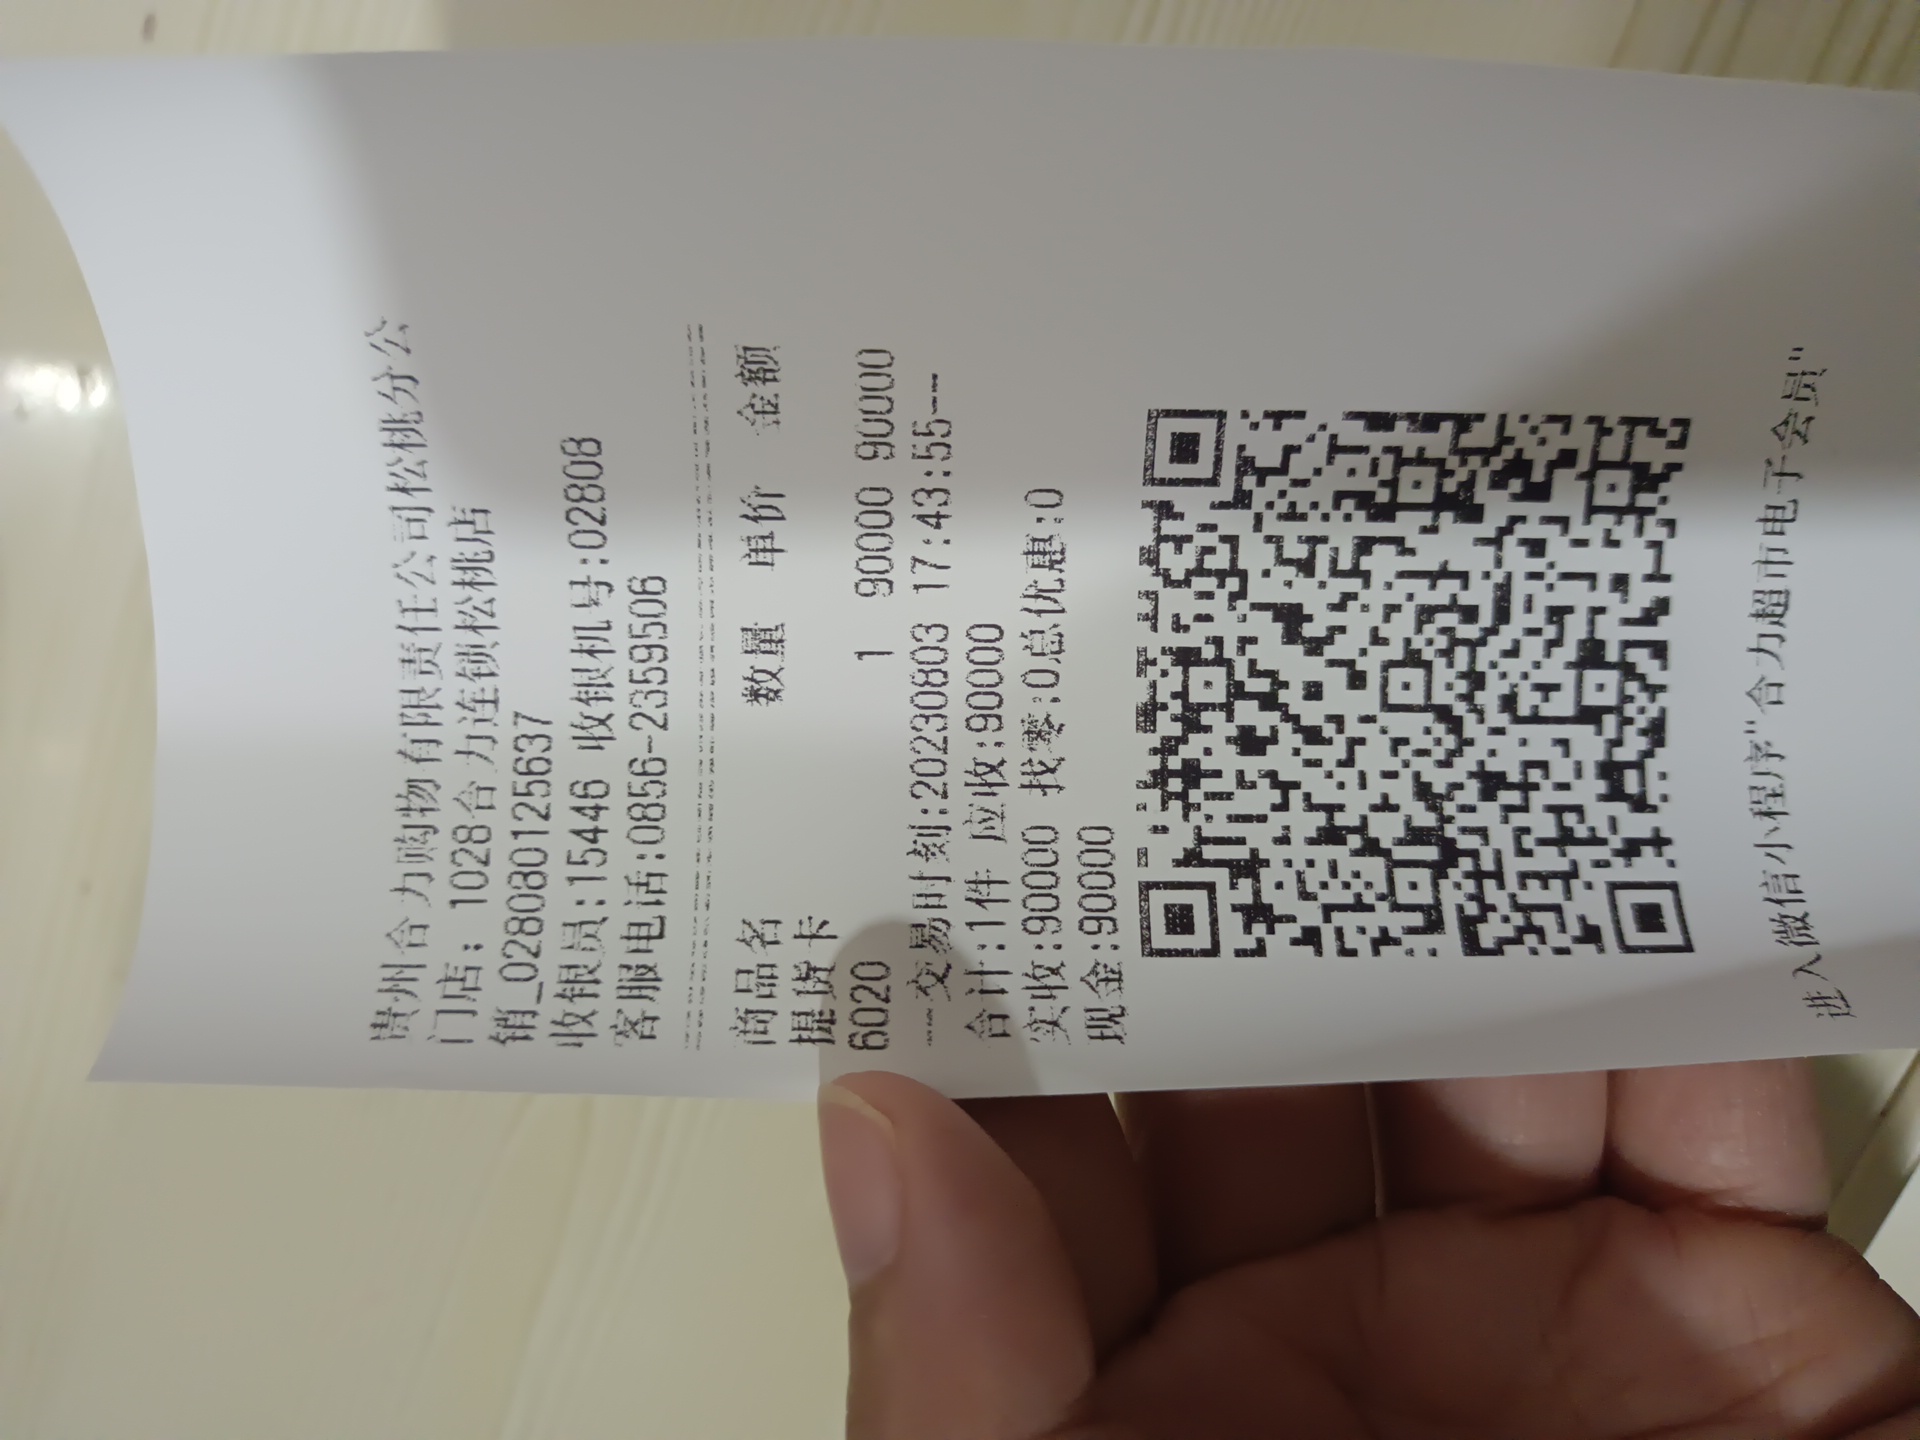 贵州合力购物有限责任公司松桃分公
门店：1028合力连锁松桃店
销_028080125637
收银员:15446 收银机号:02808
客服电话:0856-2359506
商品名 数量 单价 金额
提货卡
6020 1 90000 90000
--交易时刻:20230803 17:43:55--
合计:1件 应收:90000
实收:90000 找零:0总优惠:0
现金:90000
进入微信小程序"合力超市电子会员"